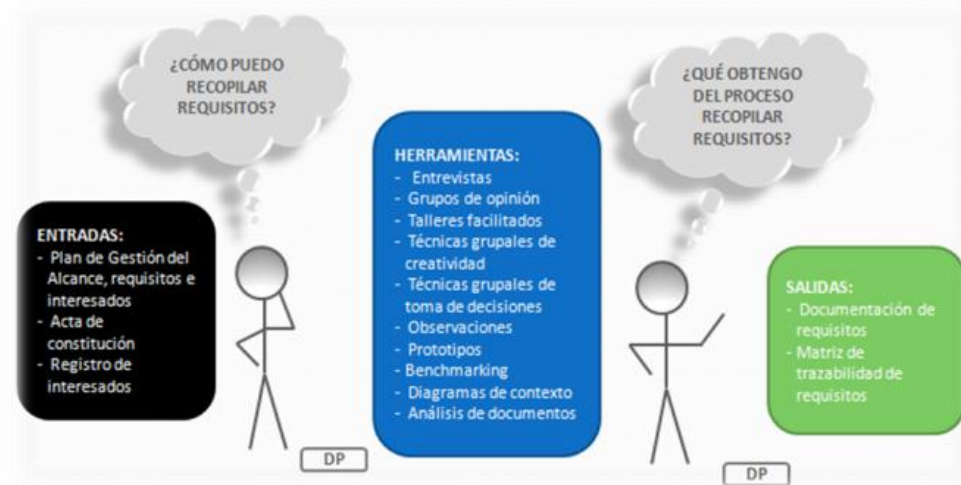 ¿CÓMO PUEDO
RECOPILAR
REQUISITOS?
¿QUÉ OBTENGO
DEL PROCESO
RECOPILAR
REQUISITOS?
ENTRADAS:
- Plan de Gestión del
Alcance, requisitos e
interesados
- Acta de
constitución
- Registro de
interesados
HERRAMIENTAS:
- Entrevistas
- Grupos de opinión
- Talleres facilitados
- Técnicas grupales de
creatividad
- Técnicas grupales de
toma de decisiones
- Observaciones
- Prototipos
- Benchmarking
- Diagramas de contexto
- Análisis de documentos
SALIDAS:
- Documentación de
requisitos
- Matriz de
trazabilidad de
requisitos
DP
DP